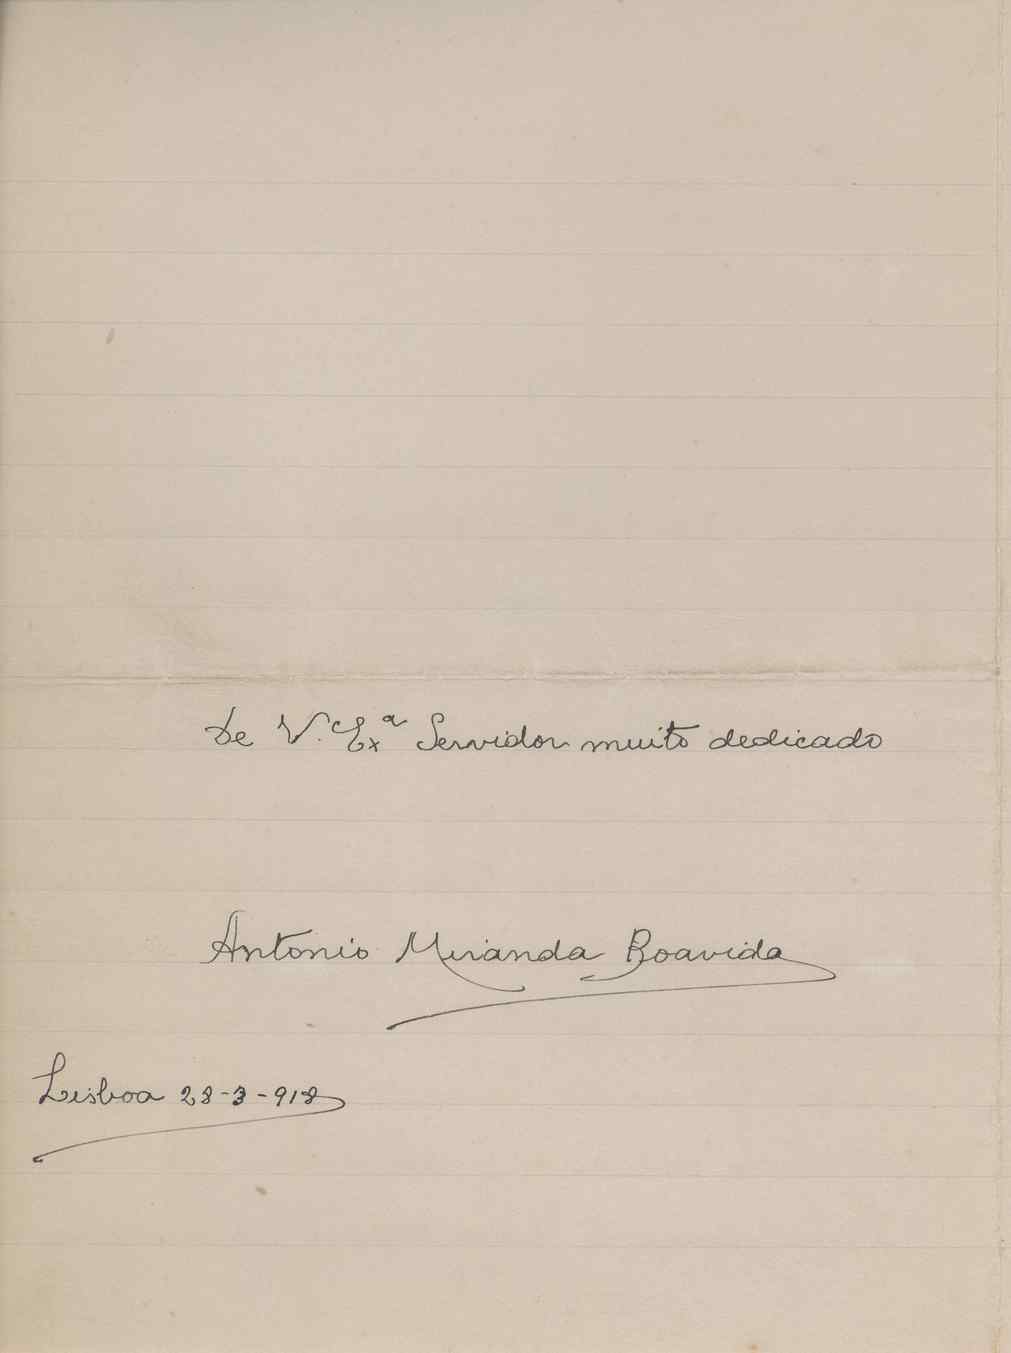 De V. Exª Servidor muito dedicado
Antonio Miranda Boavida
Lisboa 28-3-918